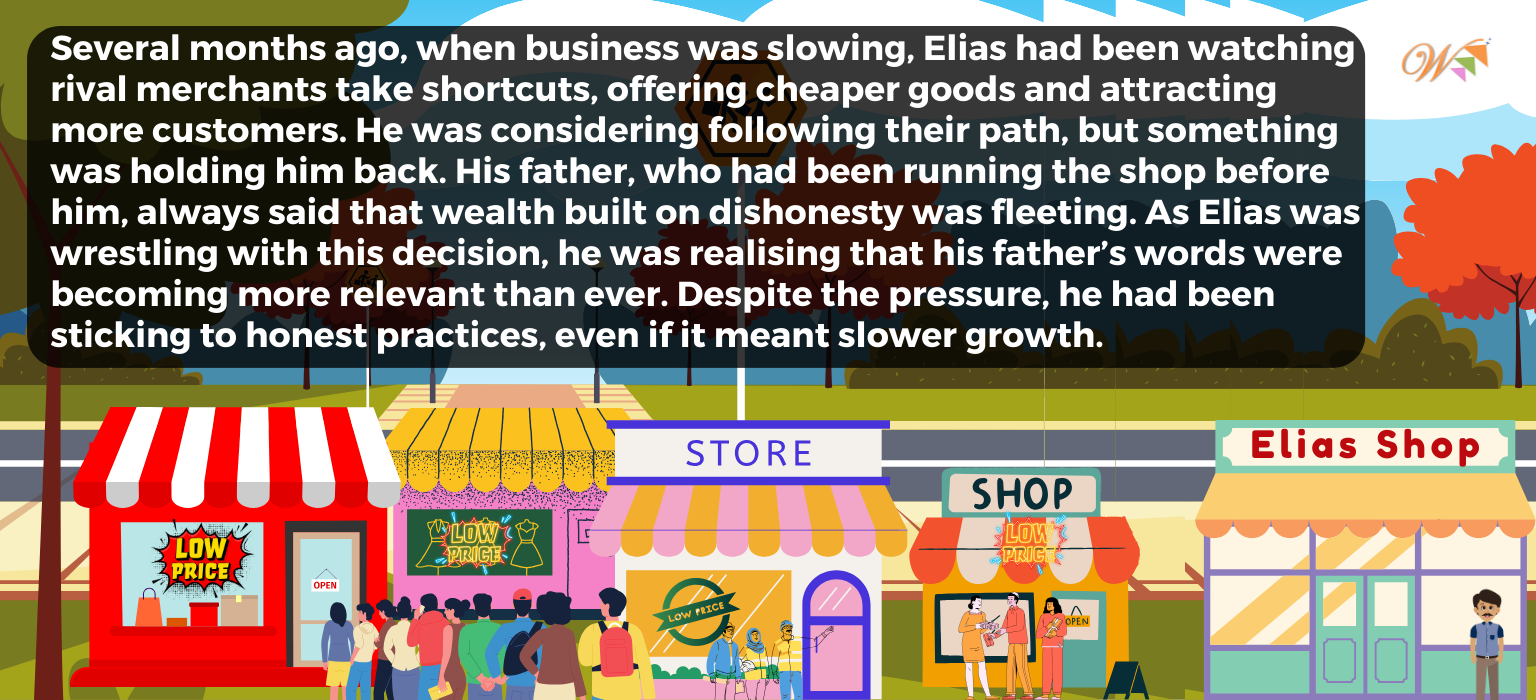 Several months ago, when business was slowing, Elias had been watching
rival merchants take shortcuts, offering cheaper goods and attracting
more customers. He was considering following their path, but something
was holding him back. His father, who had been running the shop before
him, always said that wealth built on dishonesty was fleeting. As Elias was
wrestling with this decision, he was realising that his father’s words were
becoming more relevant than ever. Despite the pressure, he had been
sticking to honest practices, even if it meant slower growth.
W
STORE
Elias Shop
SHOP
LOW
PRICE
LOW
PRICE
LOW
PRICE
OPEN
LOW PRICE
OPEN